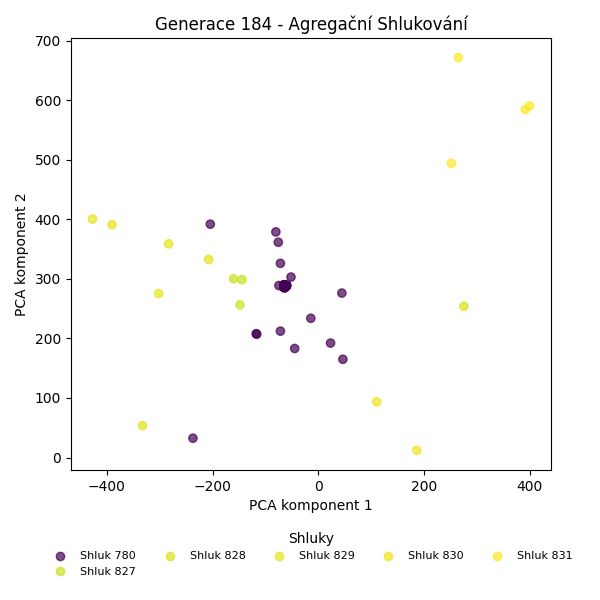 Generace 184 - Agregační Shlukování
700
600
500
400
300
200
100
0
PCA komponent 2
−400 −200 0 200 400
PCA komponent 1
Shluky
Shluk 780 Shluk 828 Shluk 829 Shluk 830 Shluk 831
Shluk 827